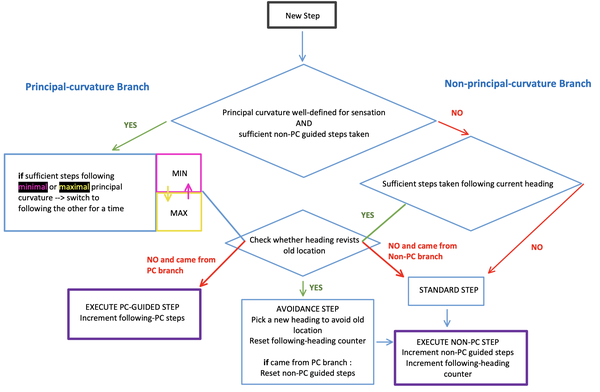 New Step
Principal-curvature Branch
Non-principal-curvature Branch
Principal curvature well-defined for sensation
AND
sufficient non-PC guided steps taken
YES
NO
if sufficient steps following
minimal or maximal principal
curvature --> switch to
following the other for a time
MIN
MAX
Sufficient steps taken following current heading
YES
NO
Check whether heading revists
old location
NO and came from
PC branch
NO and came from
Non-PC branch
YES
EXECUTE PC-GUIDED STEP
Increment following-PC steps
AVOIDANCE STEP
Pick a new heading to avoid old
location
Reset following-heading counter
if came from PC branch :
Reset non-PC guided steps
STANDARD STEP
EXECUTE NON-PC STEP
Increment non-PC guided steps
Increment following-heading
counter